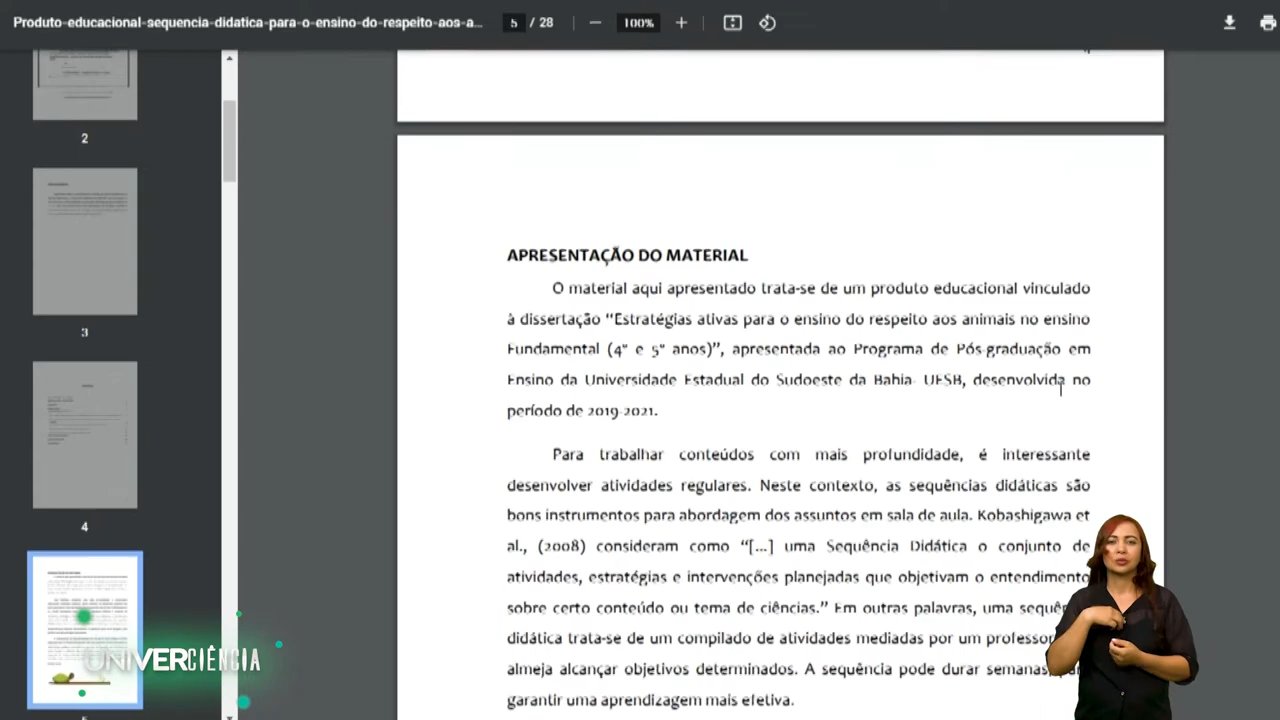 Produto-educacional-sequencia-didatica-para-o-ensino-do-respeito-aos-a...
5 / 28
100%
2
3
4
APRESENTAÇÃO DO MATERIAL
O material aqui apresentado trata-se de um produto educacional vinculado
à dissertação “Estratégias ativas para o ensino do respeito aos animais no ensino
Fundamental (4º e 5º anos)”, apresentada ao Programa de Pós-graduação em
Ensino da Universidade Estadual do Sudoeste da Bahia- UESB, desenvolvida no
período de 2019-2021.
Para trabalhar conteúdos com mais profundidade, é interessante
desenvolver atividades regulares. Neste contexto, as sequências didáticas são
bons instrumentos para abordagem dos assuntos em sala de aula. Kobashigawa et
al., (2008) consideram como “[...] uma Sequência Didática o conjunto de
atividades, estratégias e intervenções planejadas que objetivam o entendimento
sobre certo conteúdo ou tema de ciências.” Em outras palavras, uma
didática trata-se de um compilado de atividades mediadas por um
almeja alcançar objetivos determinados. A sequência pode durar semanas,
garantir uma aprendizagem mais efetiva.
UNIVERCIÊNCIA